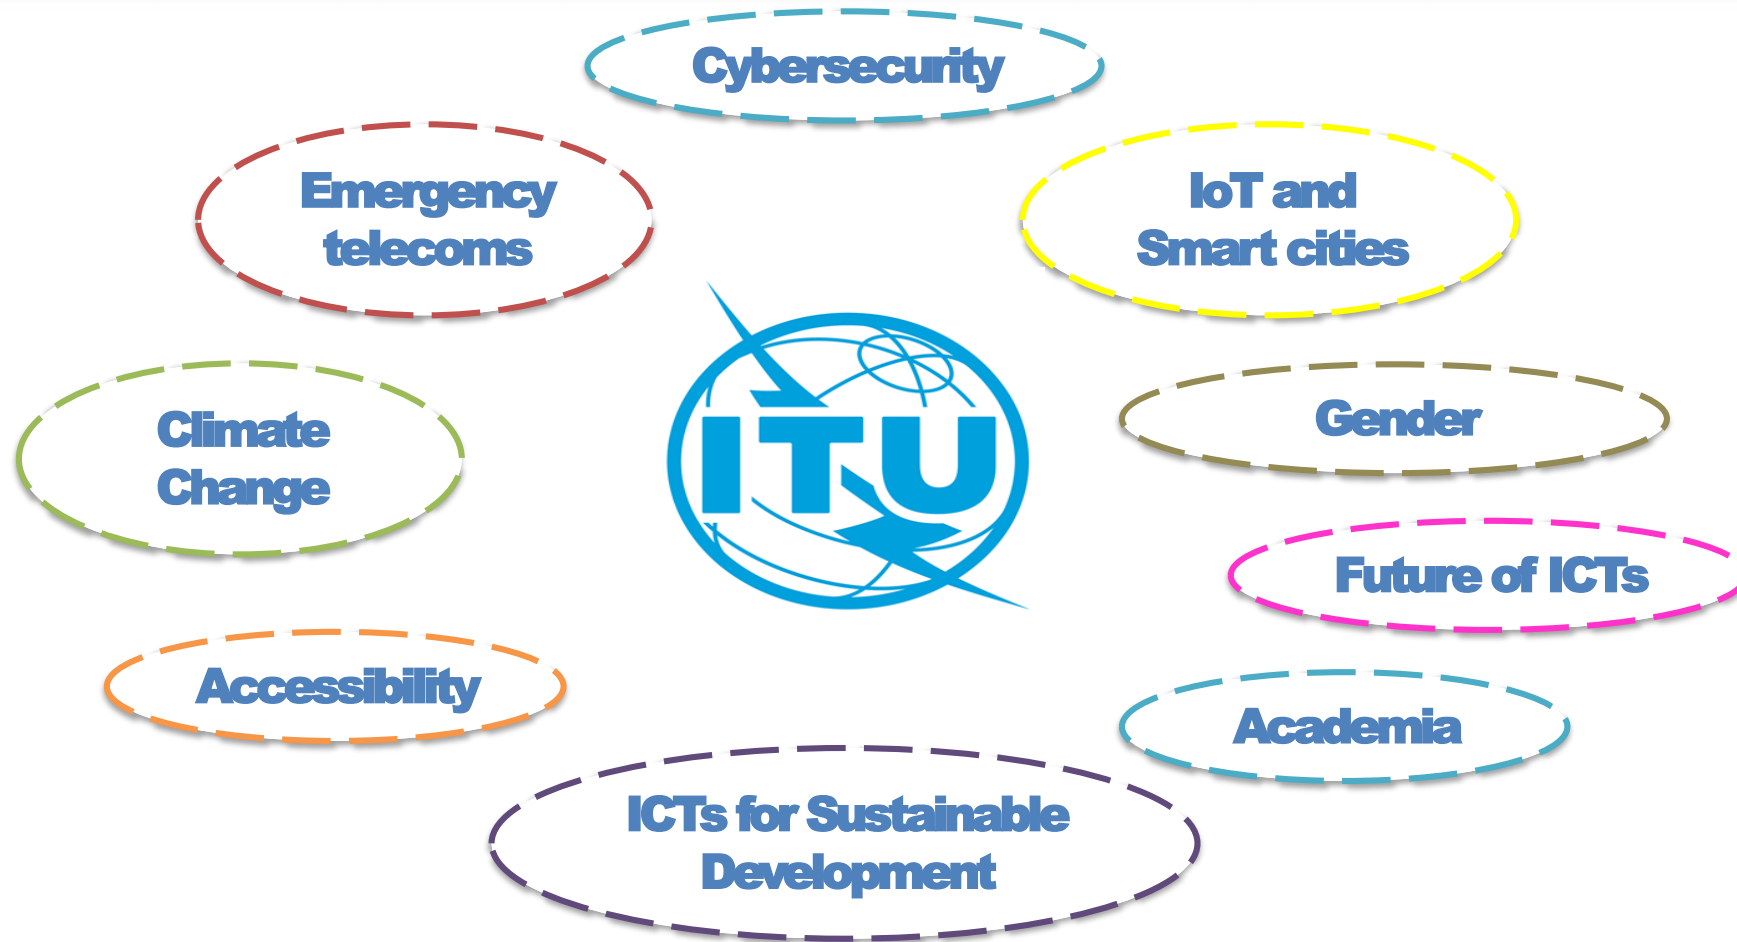 Cybersecurity
Emergency
telecoms
IoT and
Smart cities
Climate
Change
ITU
Gender
Future of ICTs
Accessibility
Academia
ICTs for Sustainable
Development